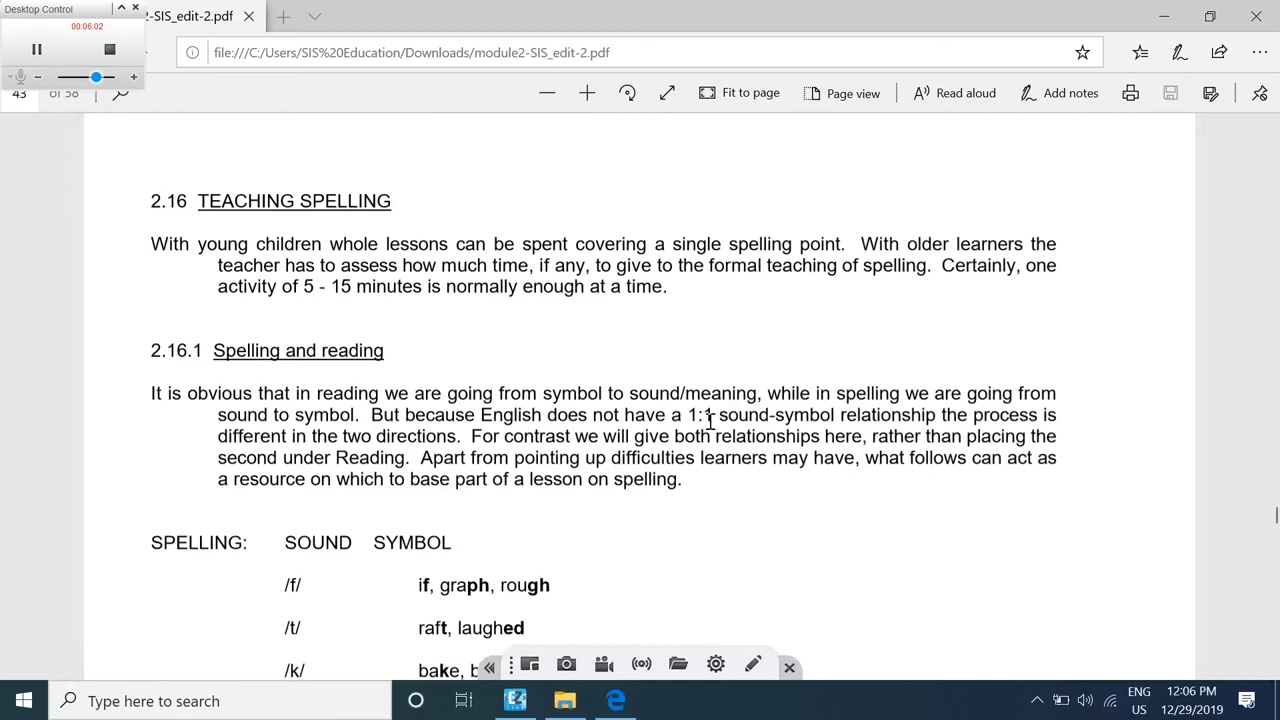 Desktop Control
00:06:02
2-SIS_edit-2.pdf
file:///C:/Users/SIS%20Education/Downloads/module2-SIS_edit-2.pdf
43 of 58
Fit to page
Page view
Read aloud
Add notes
2.16 TEACHING SPELLING
With young children whole lessons can be spent covering a single spelling point. With older learners the
teacher has to assess how much time, if any, to give to the formal teaching of spelling. Certainly, one
activity of 5 - 15 minutes is normally enough at a time.
2.16.1 Spelling and reading
It is obvious that in reading we are going from symbol to sound/meaning, while in spelling we are going from
sound to symbol. But because English does not have a 1:1 sound-symbol relationship the process is
different in the two directions. For contrast we will give both relationships here, rather than placing the
second under Reading. Apart from pointing up difficulties learners may have, what follows can act as
a resource on which to base part of a lesson on spelling.
SPELLING: SOUND SYMBOL
/f/ if, graph, rough
/t/ raft, laughed
/k/ bake,
Type here to search
ENG
US
12:06 PM
12/29/2019